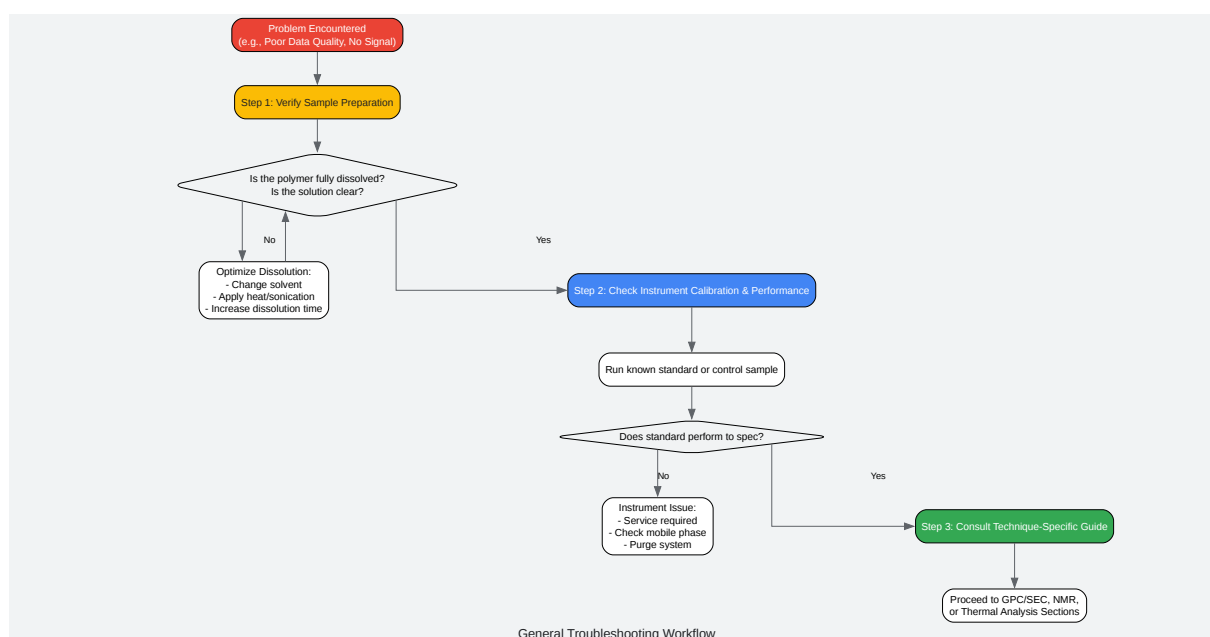 Problem Encountered
(e.g., Poor Data Quality, No Signal)
Step 1: Verify Sample Preparation
Is the polymer fully dissolved?
Is the solution clear?
No
Yes
Optimize Dissolution:
- Change solvent
- Apply heat/sonication
- Increase dissolution time
Step 2: Check Instrument Calibration & Performance
Run known standard or control sample
Does standard perform to spec?
No
Yes
Instrument Issue:
- Service required
- Check mobile phase
- Purge system
Step 3: Consult Technique-Specific Guide
Proceed to GPC/SEC, NMR,
or Thermal Analysis Sections
General Troubleshooting Workflow